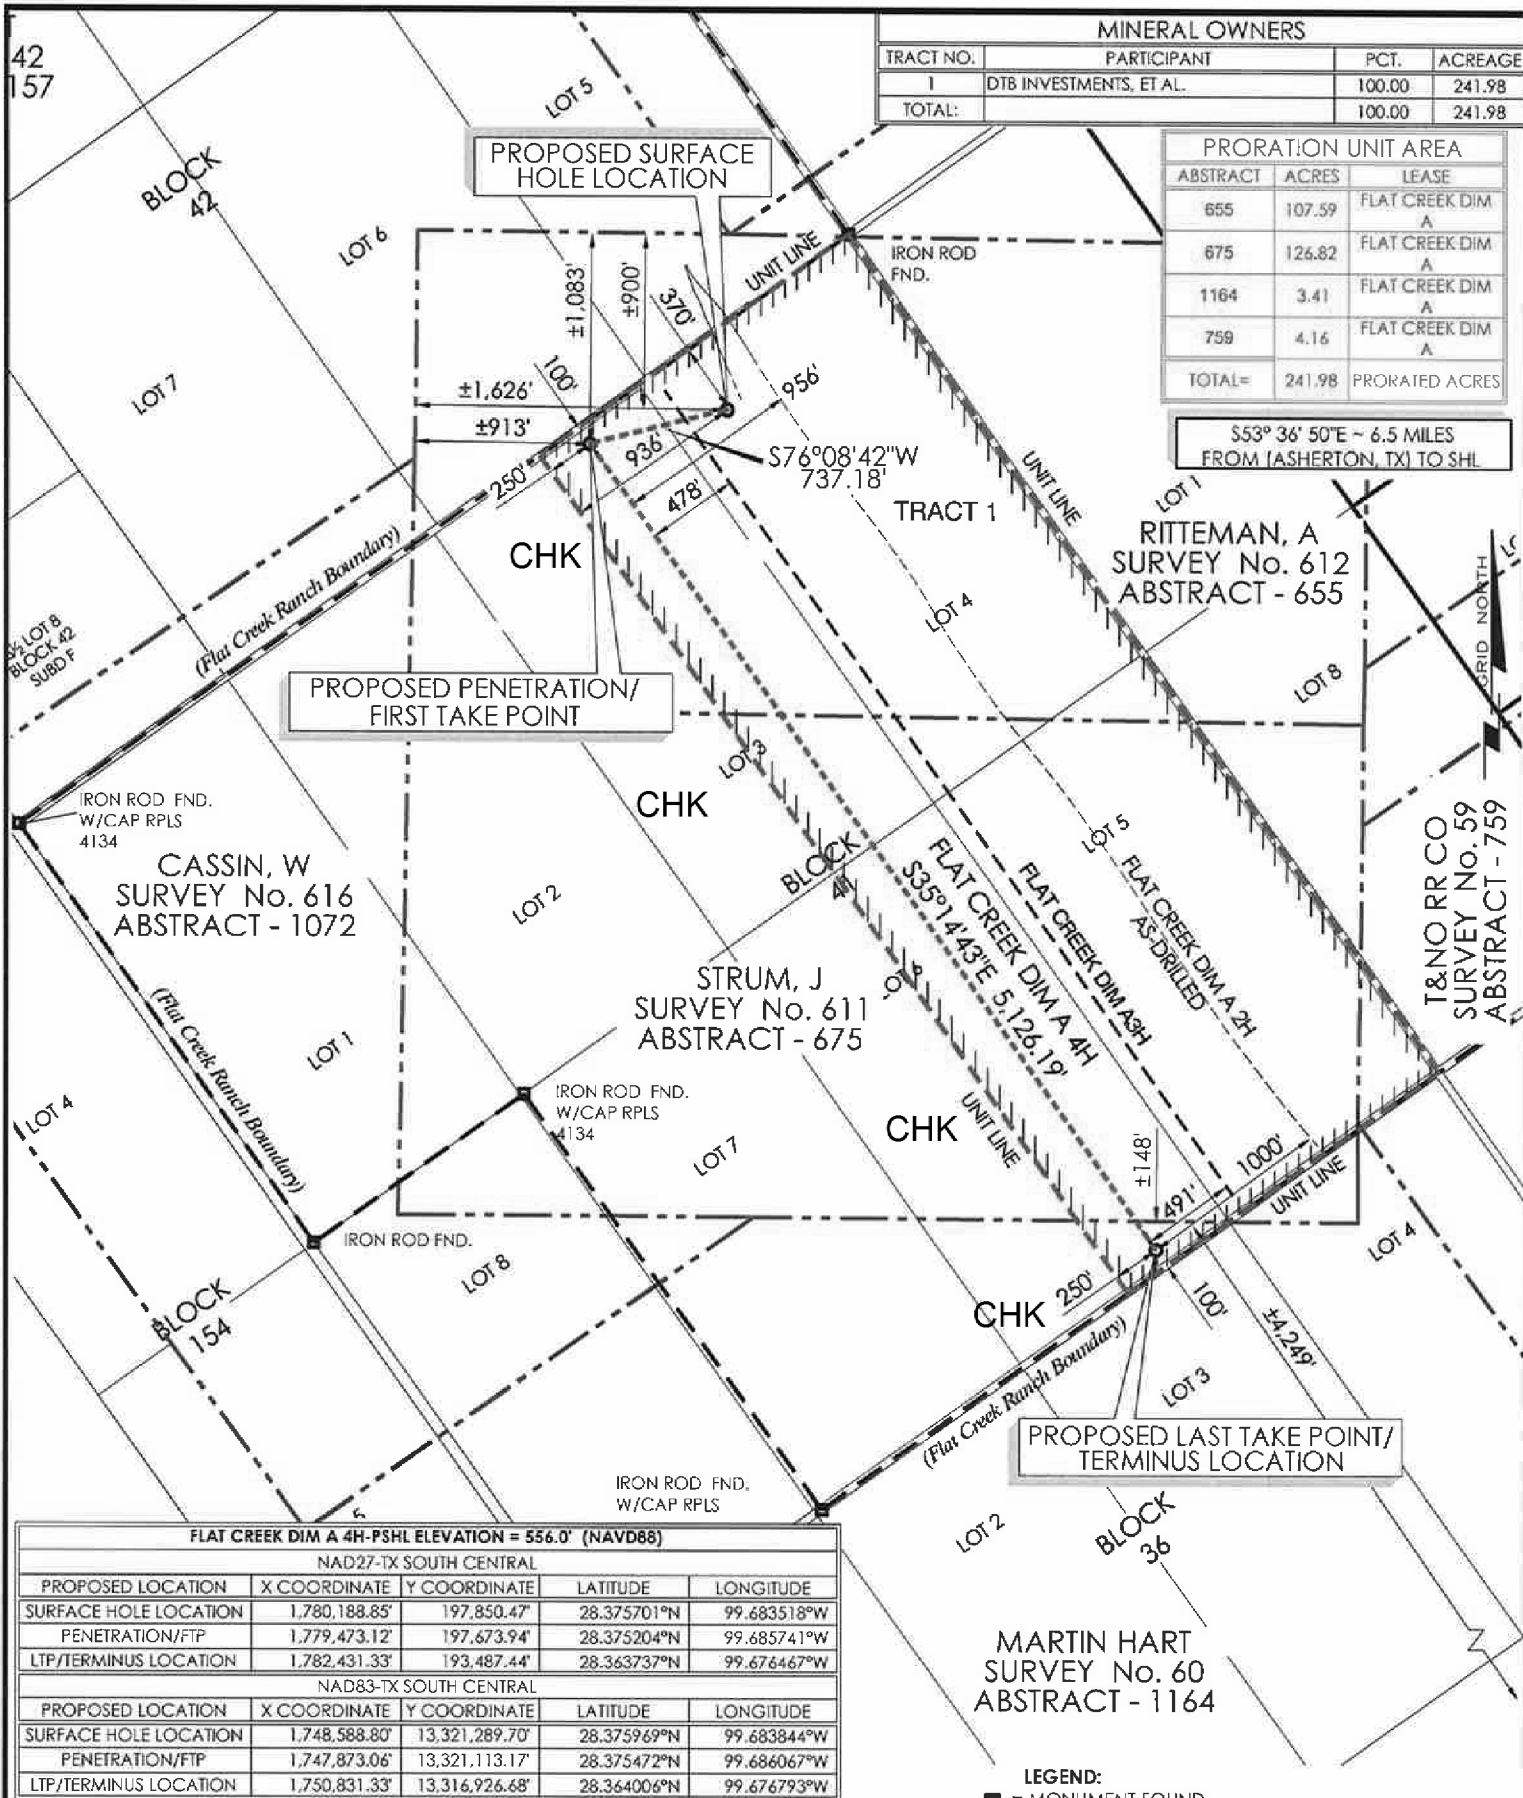 42
157
MINERAL OWNERS
TRACT NO. PARTICIPANT PCT. ACREAGE
1 DTB INVESTMENTS, ET AL. 100.00 241.98
TOTAL: 100.00 241.98
LOT 5
PROPOSED SURFACE
HOLE LOCATION
PRORATION UNIT AREA
ABSTRACT ACRES LEASE
655 107.59 FLAT CREEK DIM
A
675 126.82 FLAT CREEK DIM
A
1164 3.41 FLAT CREEK DIM
A
759 4.16 FLAT CREEK DIM
A
TOTAL= 241.98 PRORATED ACRES
BLOCK
42
LOT 6
UNIT LINE
IRON ROD
FND.
±1,083'
±900'
370'
LOT 7
100'
±1,626'
±913'
956'
936'
250'
478'
S76°08'42"W
737.18'
S53° 36' 50"E ~ 6.5 MILES
FROM (ASHERTON, TX) TO SHL
TRACT 1
UNIT LINE
LOT 1
CHK
RITTEMAN, A
SURVEY No. 612
ABSTRACT - 655
GRID NORTH
(Flat Creek Ranch Boundary)
LOT 8
BLOCK 42
SUBD F
LOT 4
LOT 8
PROPOSED PENETRATION/
FIRST TAKE POINT
LOT 3
CHK
IRON ROD FND.
W/CAP RPLS
4134
CASSIN, W
SURVEY No. 616
ABSTRACT - 1072
LOT 2
BLOCK
LOT 5
FLAT CREEK DIM A 4H
S35°14'43"E 5,126.19'
FLAT CREEK DIM A3H
FLAT CREEK DIM A 2H
AS-DRILLED
T&NO RR CO
SURVEY No. 59
ABSTRACT - 759
STRUM, J
SURVEY No. 611
ABSTRACT - 675
(Flat Creek Ranch Boundary)
LOT 1
LOT 4
IRON ROD FND.
W/CAP RPLS
4134
CHK
UNIT LINE
LOT 7
±148'
1000'
491'
UNIT LINE
IRON ROD FND.
LOT 8
LOT 4
BLOCK
154
CHK
250'
100'
±4,249'
(Flat Creek Ranch Boundary)
LOT 3
PROPOSED LAST TAKE POINT/
TERMINUS LOCATION
IRON ROD FND.
W/CAP RPLS
5
LOT 2
BLOCK
36
FLAT CREEK DIM A 4H-PSHL ELEVATION = 556.0' (NAVD88)
NAD27-TX SOUTH CENTRAL
PROPOSED LOCATION X COORDINATE Y COORDINATE LATITUDE LONGITUDE
SURFACE HOLE LOCATION 1,780,188.85' 197,850.47' 28.375701°N 99.683518°W
PENETRATION/FTP 1,779,473.12' 197,673.94' 28.375204°N 99.685741°W
LTP/TERMINUS LOCATION 1,782,431.33' 193,487.44' 28.363737°N 99.676467°W
NAD83-TX SOUTH CENTRAL
PROPOSED LOCATION X COORDINATE Y COORDINATE LATITUDE LONGITUDE
SURFACE HOLE LOCATION 1,748,588.80' 13,321,289.70' 28.375969°N 99.683844°W
PENETRATION/FTP 1,747,873.06' 13,321,113.17' 28.375472°N 99.686067°W
LTP/TERMINUS LOCATION 1,750,831.33' 13,316,926.68' 28.364006°N 99.676793°W
MARTIN HART
SURVEY No. 60
ABSTRACT - 1164
LEGEND:
= MONUMENT FOUND